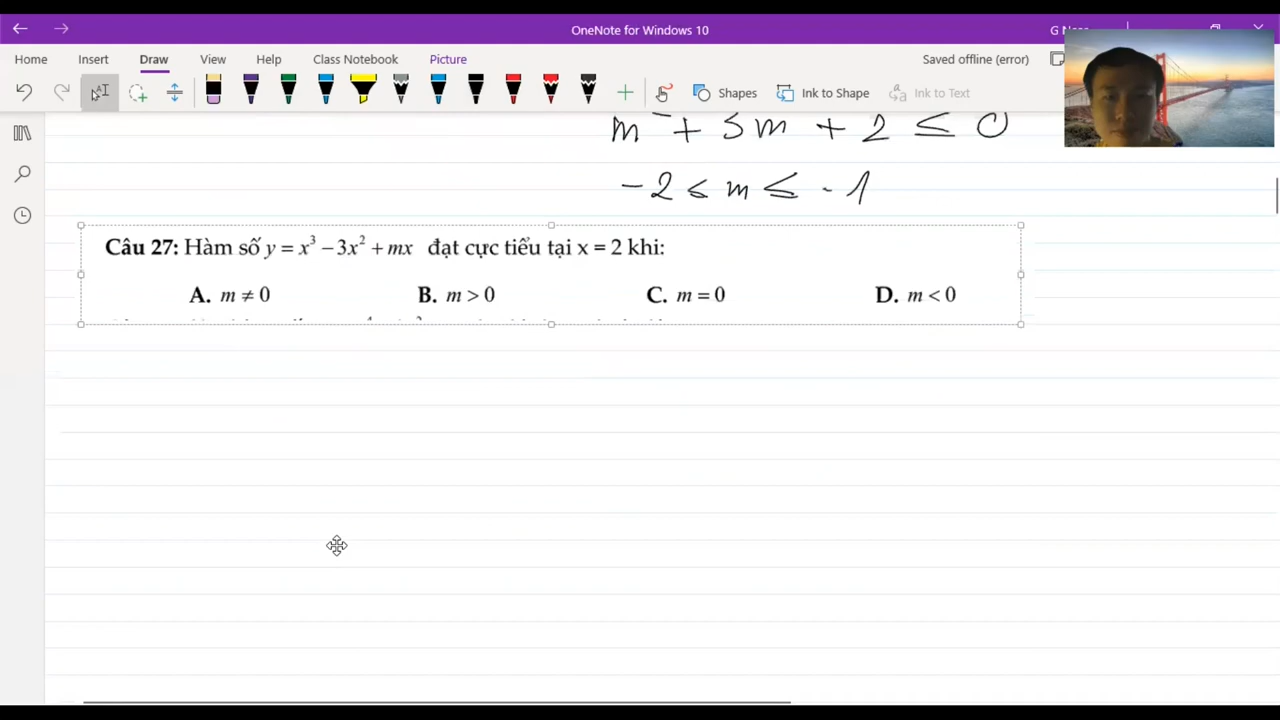 OneNote for Windows 10
Home Insert Draw View Help Class Notebook Picture Saved offline (error)
Shapes Ink to Shape Ink to Text
+ 3m + 2 ≤ 0
-2 ≤ m ≤ -1
Câu 27: Hàm số y = x³ − 3x² + mx đạt cực tiểu tại x = 2 khi:
A. m ≠ 0 B. m > 0 C. m = 0 D. m < 0